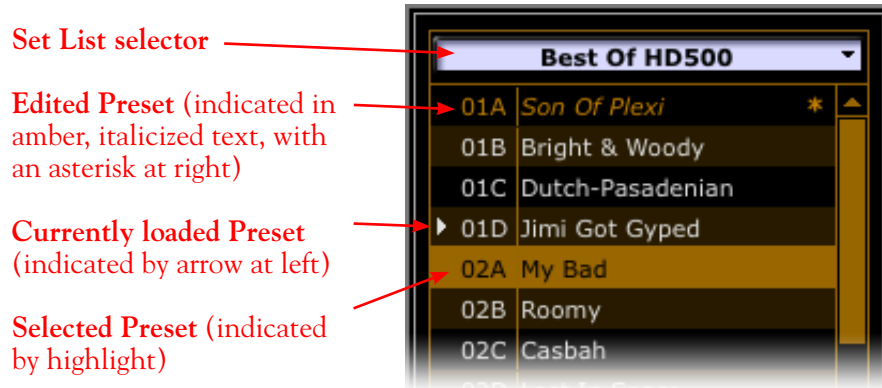 Set List selector
Edited Preset (indicated in
amber, italicized text, with
an asterisk at right)
Currently loaded Preset
(indicated by arrow at left)
Selected Preset (indicated
by highlight)
Best Of HD500
01A Son Of Plexi *
01B Bright & Woody
01C Dutch-Pasadenian
01D Jimi Got Gyped
02A My Bad
02B Roomy
02C Casbah